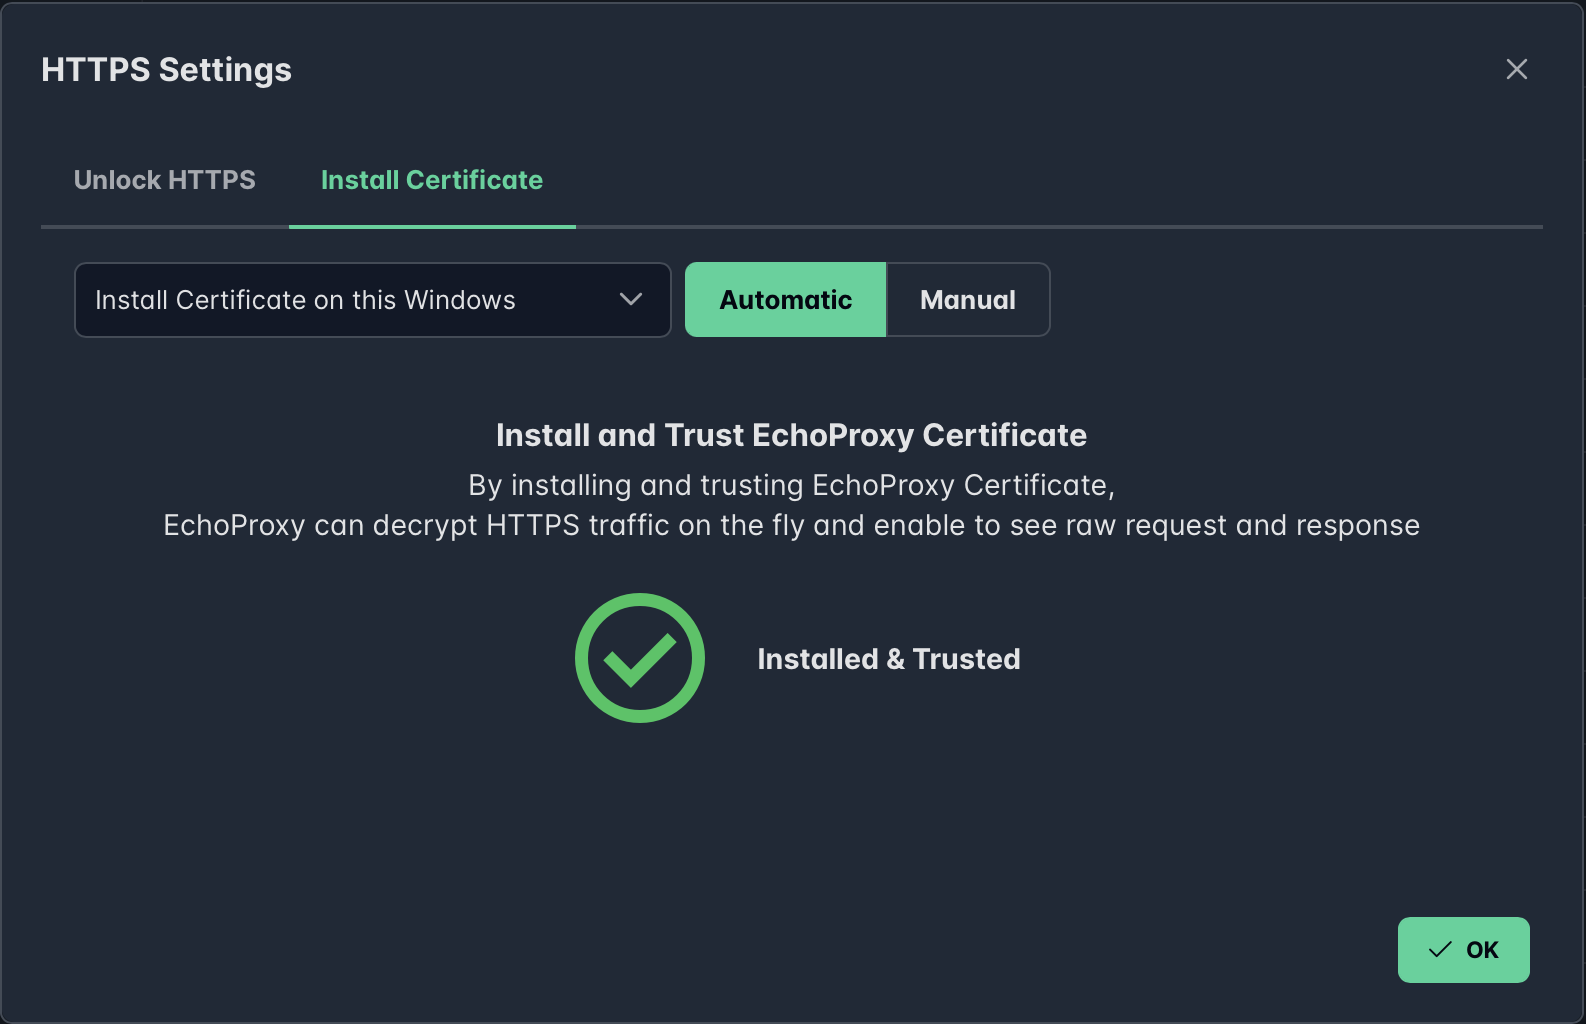 HTTPS Settings
Unlock HTTPS
Install Certificate
Install Certificate on this Windows
Automatic
Manual
Install and Trust EchoProxy Certificate
By installing and trusting EchoProxy Certificate,
EchoProxy can decrypt HTTPS traffic on the fly and enable to see raw request and response
Installed & Trusted
OK